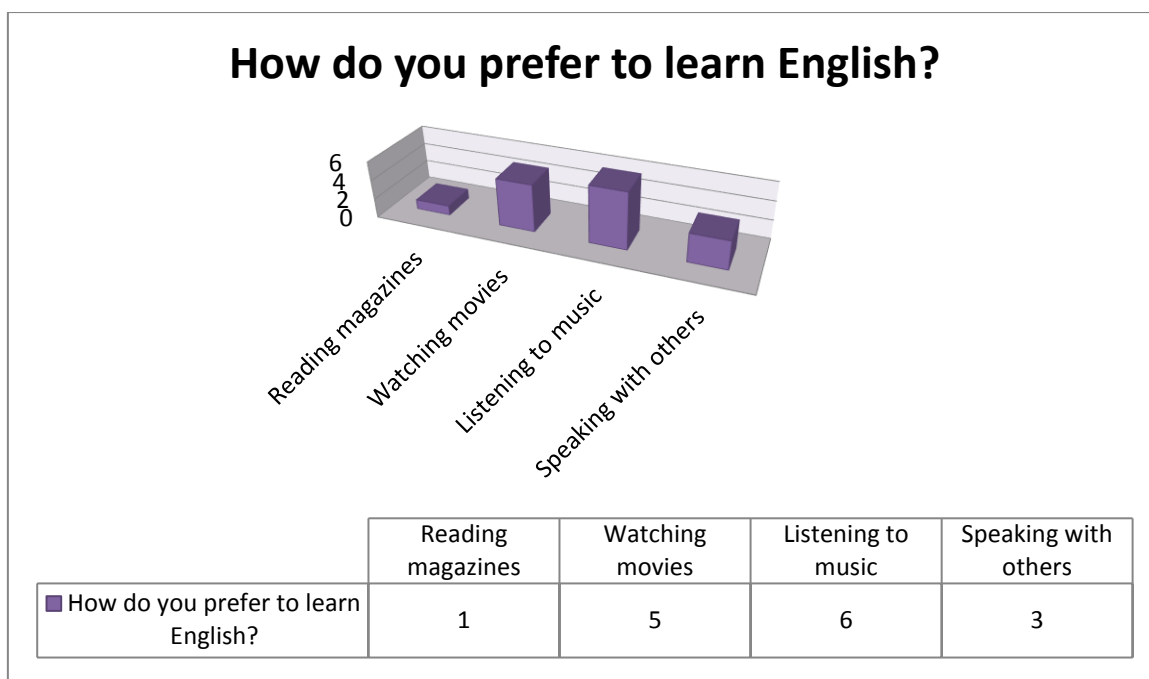 How do you prefer to learn English?
6
4
2
0
Reading magazines
Watching movies
Listening to music
Speaking with others
Reading Watching Listening to Speaking with
magazines movies music others
How do you prefer to learn
English?
1 5 6 3